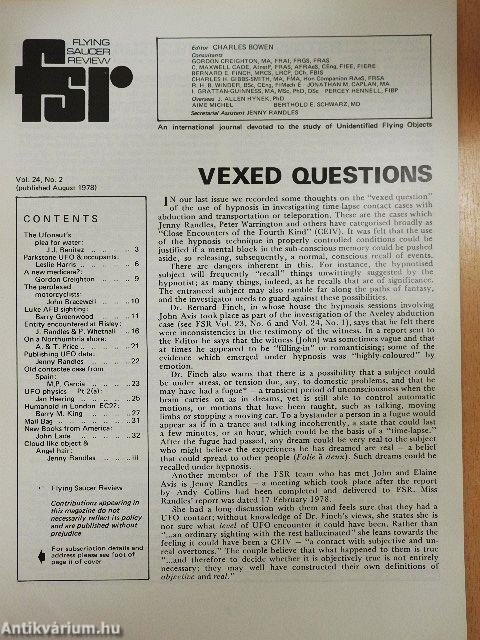 FLYING
SAUCER
REVIEW
fsr
Editor CHARLES BOWEN
Consultants
GORDON CREIGHTON, MA, FRAI, FRGS, FRAS
C. MAXWELL CADE, AInstP, FRAS, AFRAeS, CEng, FIEE, FIERE
BERNARD E. FINCH, MRCS, LRCP, DCh, FBIS
CHARLES H. GIBBS-SMITH, MA, FMA, Hon Companion RAeS, FRSA
R. H. B. WINDER, BSc, CEng, FIMechE · JONATHAN M. CAPLAN, MA
I. GRATTAN-GUINNESS, MA, MSc, PhD, DSc · PERCY HENNELL, FIBP
Overseas J. ALLEN HYNEK, PhD
AIME MICHEL BERTHOLD E. SCHWARZ, MD
Secretarial Assistant JENNY RANDLES
An international journal devoted to the study of Unidentified Flying Objects
Vol. 24, No. 2
(published August 1978)
CONTENTS
The Ufonaut's
plea for water:
J.J. Benitez 3
Parkstone UFO & occupants:
Leslie Harris 6
A new medicane?:
Gordon Creighton 9
The perplexed
motorcyclists:
John Brazwell 10
Luke AFB sighting:
Barry Greenwood 11
Entity encountered at Risley:
J. Randles & P. Whetnall 16
On a Northumbria shore:
A. & T. Price 21
Publishing UFO data:
Jenny Randles 22
Old contactee case from
Spain:
M.P. Garcia 23
UFO physics Pt 2(a):
Jan Heering 25
Humanoid in London EC2?:
Barry M. King 27
Mail Bag 31
New Books from America:
John Lade 32
Cloud like object &
Angel hair:
Jenny Randles iii
Flying Saucer Review
Contributions appearing in
this magazine do not
necessarily reflect its policy
and are published without
prejudice
For subscription details and
address please see foot of
page ii of cover
VEXED QUESTIONS
IN our last issue we recorded some thoughts on the "vexed question"
of the use of hypnosis in investigating time-lapse contact cases with
abduction and transportation or teleportation. These are the cases which
Jenny Randles, Peter Warrington and others have categorised broadly as
"Close Encounters of the Fourth Kind" (CEIV). It was felt that the use
of the hypnosis technique in properly controlled conditions could be
justified if a mental block in the sub-conscious memory could be pushed
aside, so releasing, subsequently, a normal, conscious recall of events.
There are dangers inherent in this. For instance, the hypnotised
subject will frequently "recall" things unwittingly suggested by the
hypnotist; as many things, indeed, as he recalls that are of significance.
The entranced subject may also ramble far along the paths of fantasy,
and the investigator needs to guard against these possibilities.
Dr. Bernard Finch, in whose house the hypnosis sessions involving
John Avis took place as part of the investigation of the Aveley abduction
case (see FSR Vol. 23, No. 6 and Vol. 24, No. 1), says that he felt there
were inconsistencies in the testimony of the witness. In a report sent to
the Editor he says that the witness (John) was sometimes vague and that
at times he appeared to be "filling-in" or romanticising; some of the
evidence which emerged under hypnosis was "highly-coloured" by
emotion.
Dr. Finch also warns that there is a possibility that a subject could
be under stress, or tension due, say, to domestic problems, and that he
may have had a fugue" – a transient period of unconsciousness when the
brain carries on as in dreams, yet is still able to control automatic
motions, or motions that have been taught, such as talking, moving
limbs or stopping a moving car. To a bystander a person in a fugue would
appear as if in a trance and talking incoherently, a state that could last
a few minutes, or an hour, which could be the basis of a "time-lapse."
After the fugue had passed, any dream could be very real to the subject
who might believe the experiences he has dreamed are real – a belief
that could spread to other people (Folie à deux). Such dreams could be
recalled under hypnosis.
Another member of the FSR team who has met John and Elaine
Avis is Jenny Randles – a meeting which took place after the report
by Andy Collins had been completed and delivered to FSR. Miss
Randles' report was dated 17 February 1978.
She had a long discussion with them and feels sure that they had a
UFO contact; without knowledge of Dr. Finch's views, she states she is
not sure what level of UFO encounter it could have been. Rather than
"...an ordinary sighting with the rest hallucinated" she leans towards the
feeling it could have been a CEIV – "a contact with subjective and un-
real overtones." The couple believe that what happened to them is true
"...and therefore to decide whether it is objectively true is not entirely
necessary; they may well have constructed their own definitions of
objective and real."
Antikvárium.hu